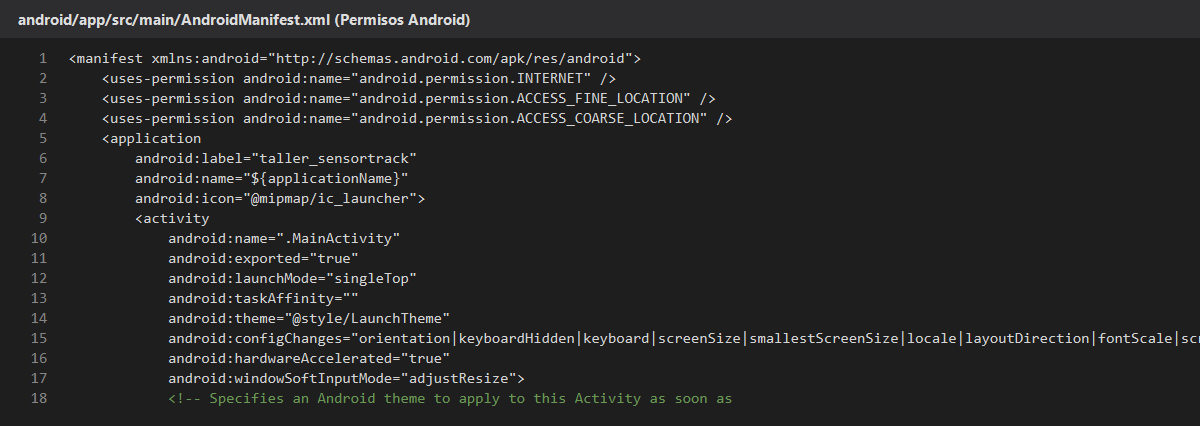 android/app/src/main/AndroidManifest.xml (Permisos Android)
1 <manifest xmlns:android="http://schemas.android.com/apk/res/android">
2 <uses-permission android:name="android.permission.INTERNET" />
3 <uses-permission android:name="android.permission.ACCESS_FINE_LOCATION" />
4 <uses-permission android:name="android.permission.ACCESS_COARSE_LOCATION" />
5 <application
6 android:label="taller_sensortrack"
7 android:name="${applicationName}"
8 android:icon="@mipmap/ic_launcher">
9 <activity
10 android:name=".MainActivity"
11 android:exported="true"
12 android:launchMode="singleTop"
13 android:taskAffinity=""
14 android:theme="@style/LaunchTheme"
15 android:configChanges="orientation|keyboardHidden|keyboard|screenSize|smallestScreenSize|locale|layoutDirection|fontScale|
16 android:hardwareAccelerated="true"
17 android:windowSoftInputMode="adjustResize">
18 <!-- Specifies an Android theme to apply to this Activity as soon as